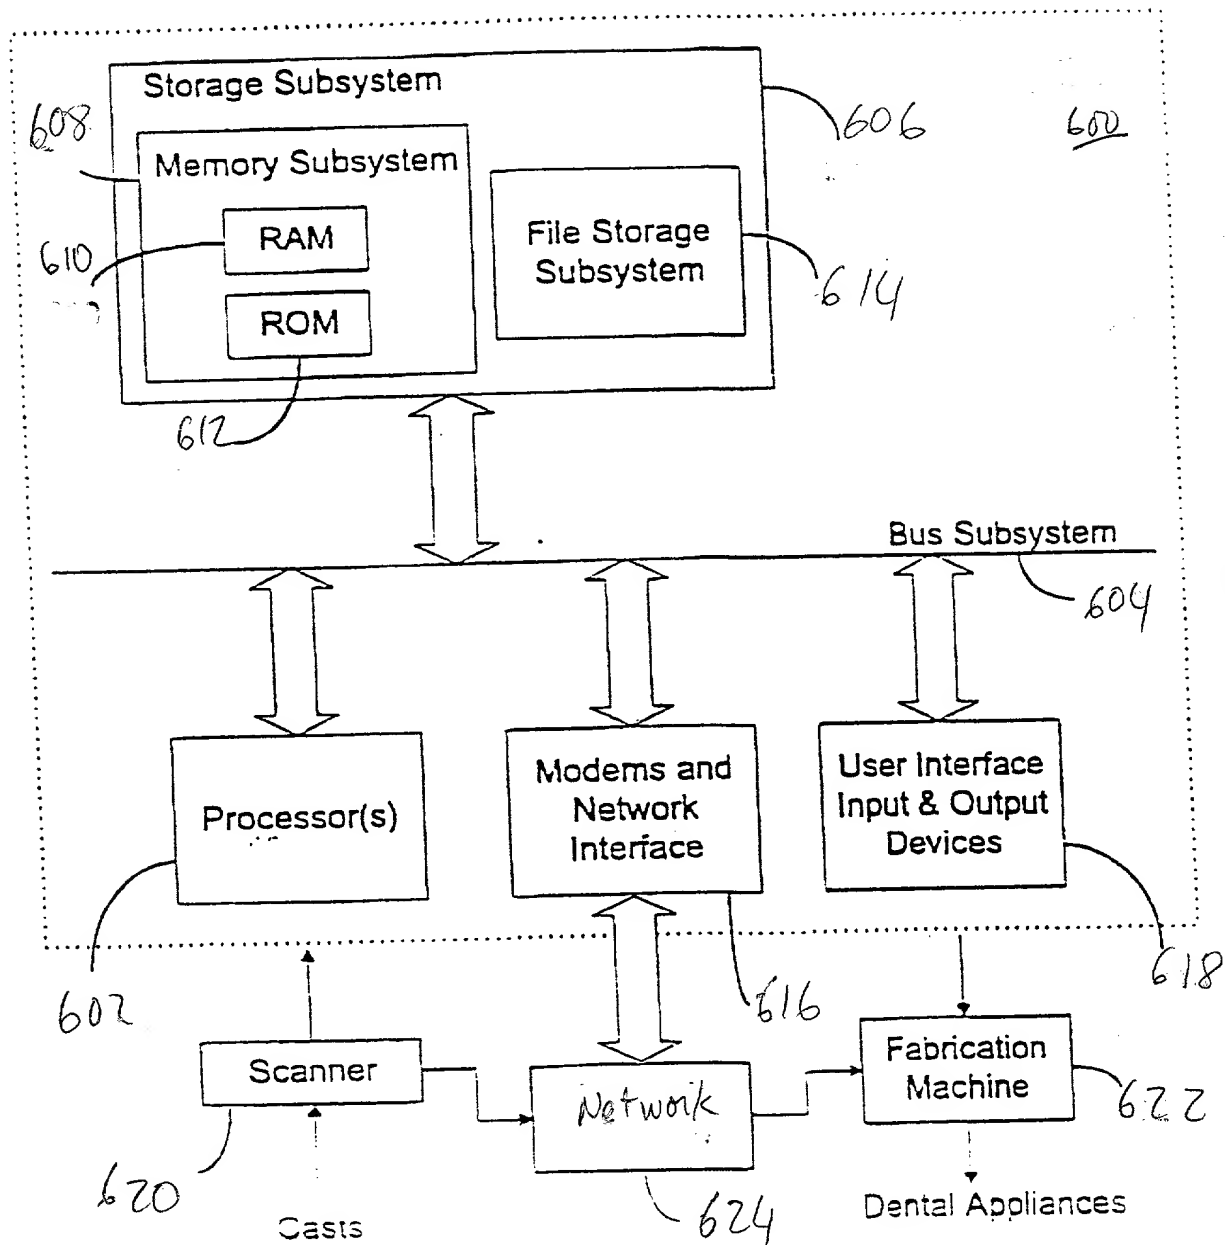 Storage Subsystem
608
606
600
Memory Subsystem
RAM
610
File Storage
Subsystem
614
ROM
612
Bus Subsystem
604
Processor(s)
Modems and
Network
Interface
User Interface
Input & Output
Devices
602
616
618
Scanner
Network
Fabrication
Machine
622
620
624
Casts
Dental Appliances